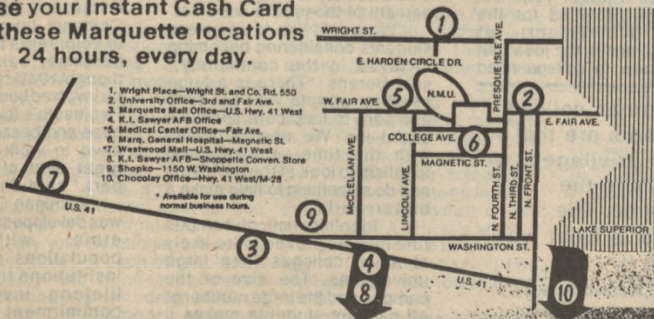 se your Instant Cash Card
these Marquette locations
24 hours, every day.
1. Wright Place—Wright St. and Co. Rd. 550
2. University Office—3rd and Fair Ave.
3. Marquette Mall Office—U.S. Hwy. 41 West
4. K.I. Sawyer AFB Office
*5. Medical Center Office—Fair Ave.
*6. Marq. General Hospital—Magnetic St.
*7. Westwood Mall—U.S. Hwy. 41 West
8. K.I. Sawyer AFB—Shoppette Conven. Store
9. Shopko—1150 W. Washington
10. Chocolay Office—Hwy. 41 West/M-28
* Available for use during
normal business hours.
WRIGHT ST.
1
E. HARDEN CIRCLE DR.
N.M.U.
PRESQUE ISLE AVE.
5
2
W. FAIR AVE.
E. FAIR AVE.
COLLEGE AVE.
6
MAGNETIC ST.
McCLELLAN AVE.
LINCOLN AVE.
N. FOURTH ST.
N. THIRD ST.
N. FRONT ST.
LAKE SUPERIOR
7
U.S. 41
9
WASHINGTON ST.
3
4
8
U.S. 41
10